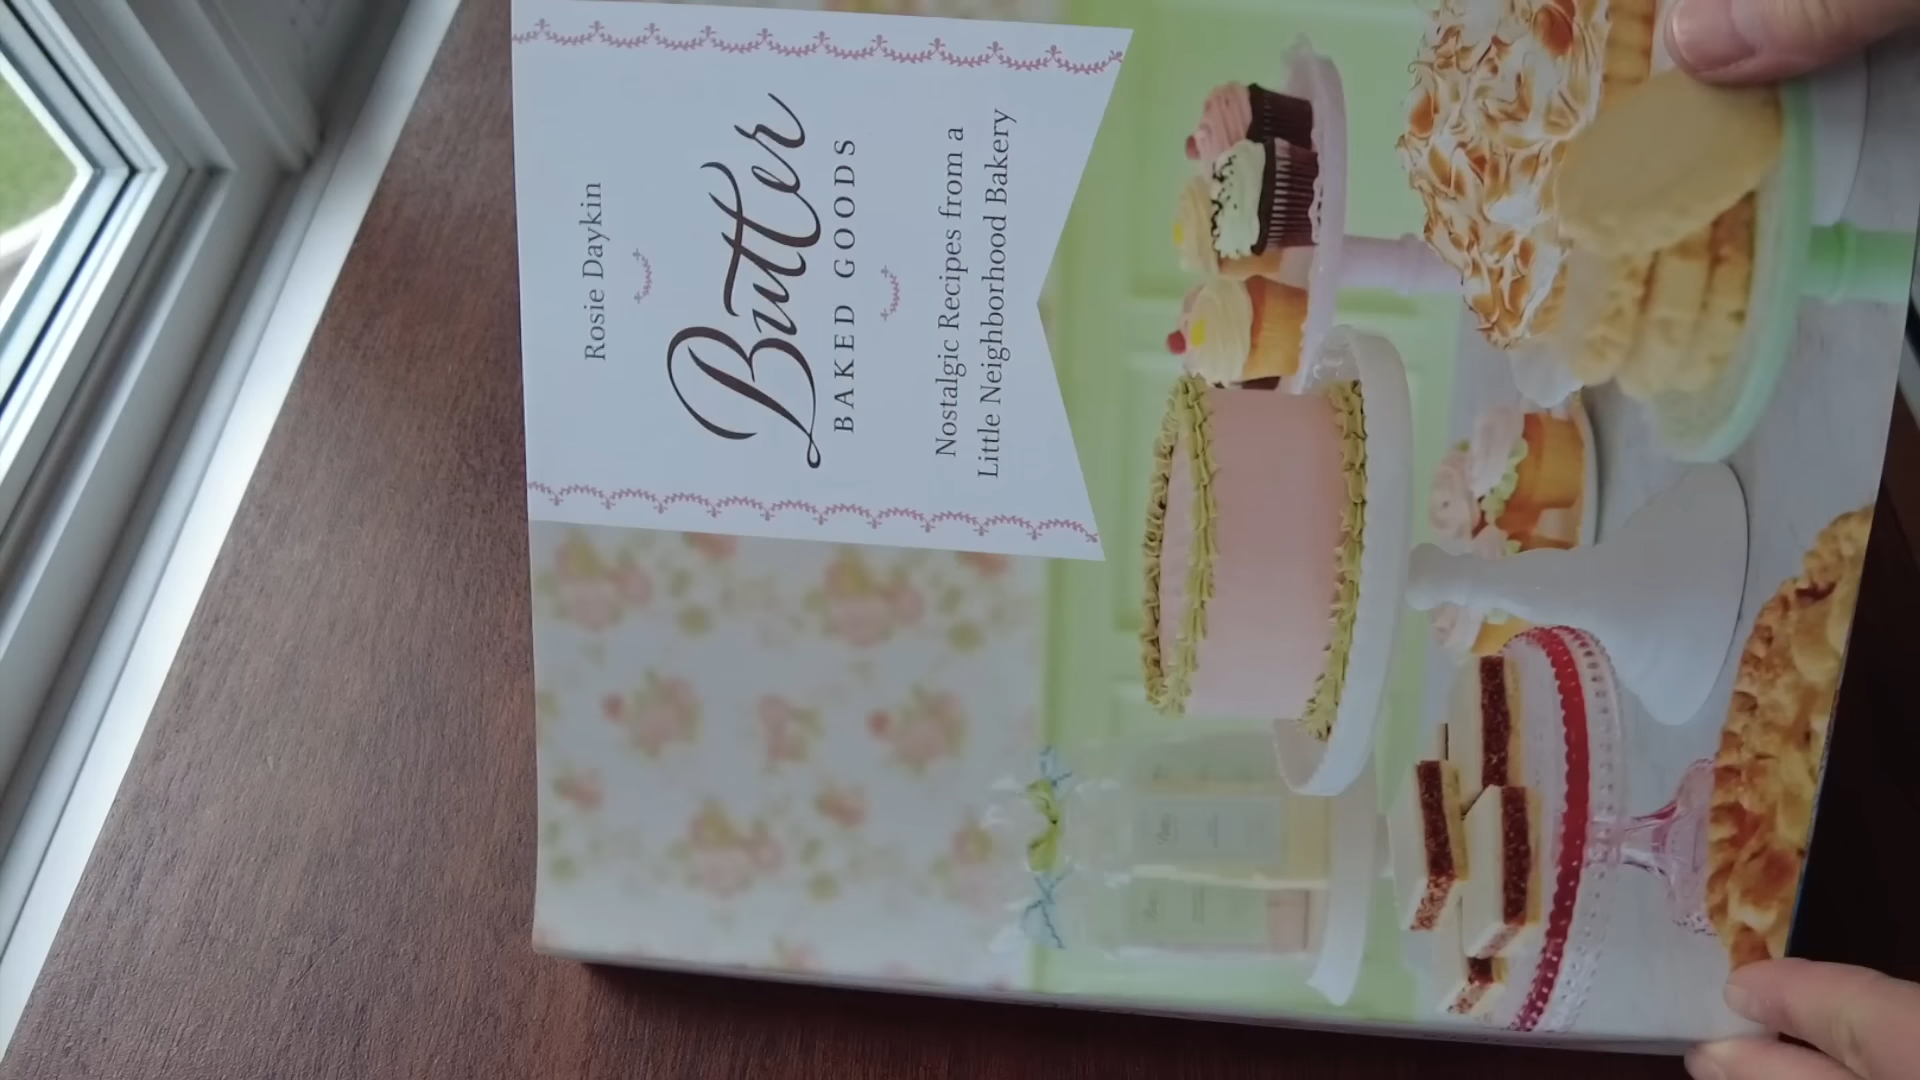 Rosie Daykin
Butter
BAKED GOODS
Nostalgic Recipes from a
Little Neighborhood Bakery